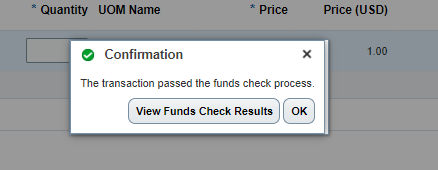 * Quantity UOM Name * Price Price (USD)
Confirmation
1.00
The transaction passed the funds check process.
View Funds Check Results OK